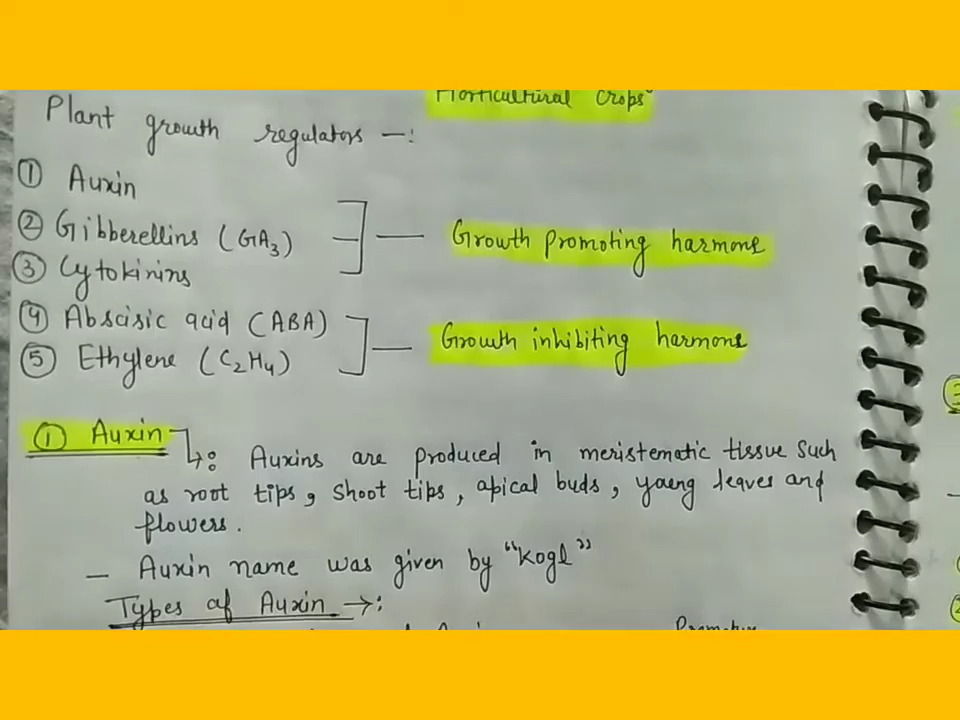 Horticultural Crops
Plant growth regulators —:
① Auxin
② Gibberellins (GA₃)
③ Cytokinins
Growth promoting harmone
④ Abscisic acid (ABA)
⑤ Ethylene (C₂H₄)
Growth inhibiting harmone
① Auxin
↳: Auxins are produced in meristematic tissue such
as root tips, shoot tips, apical buds, young leaves and
flowers.
— Auxin name was given by "Kogl"
Types of Auxin →: